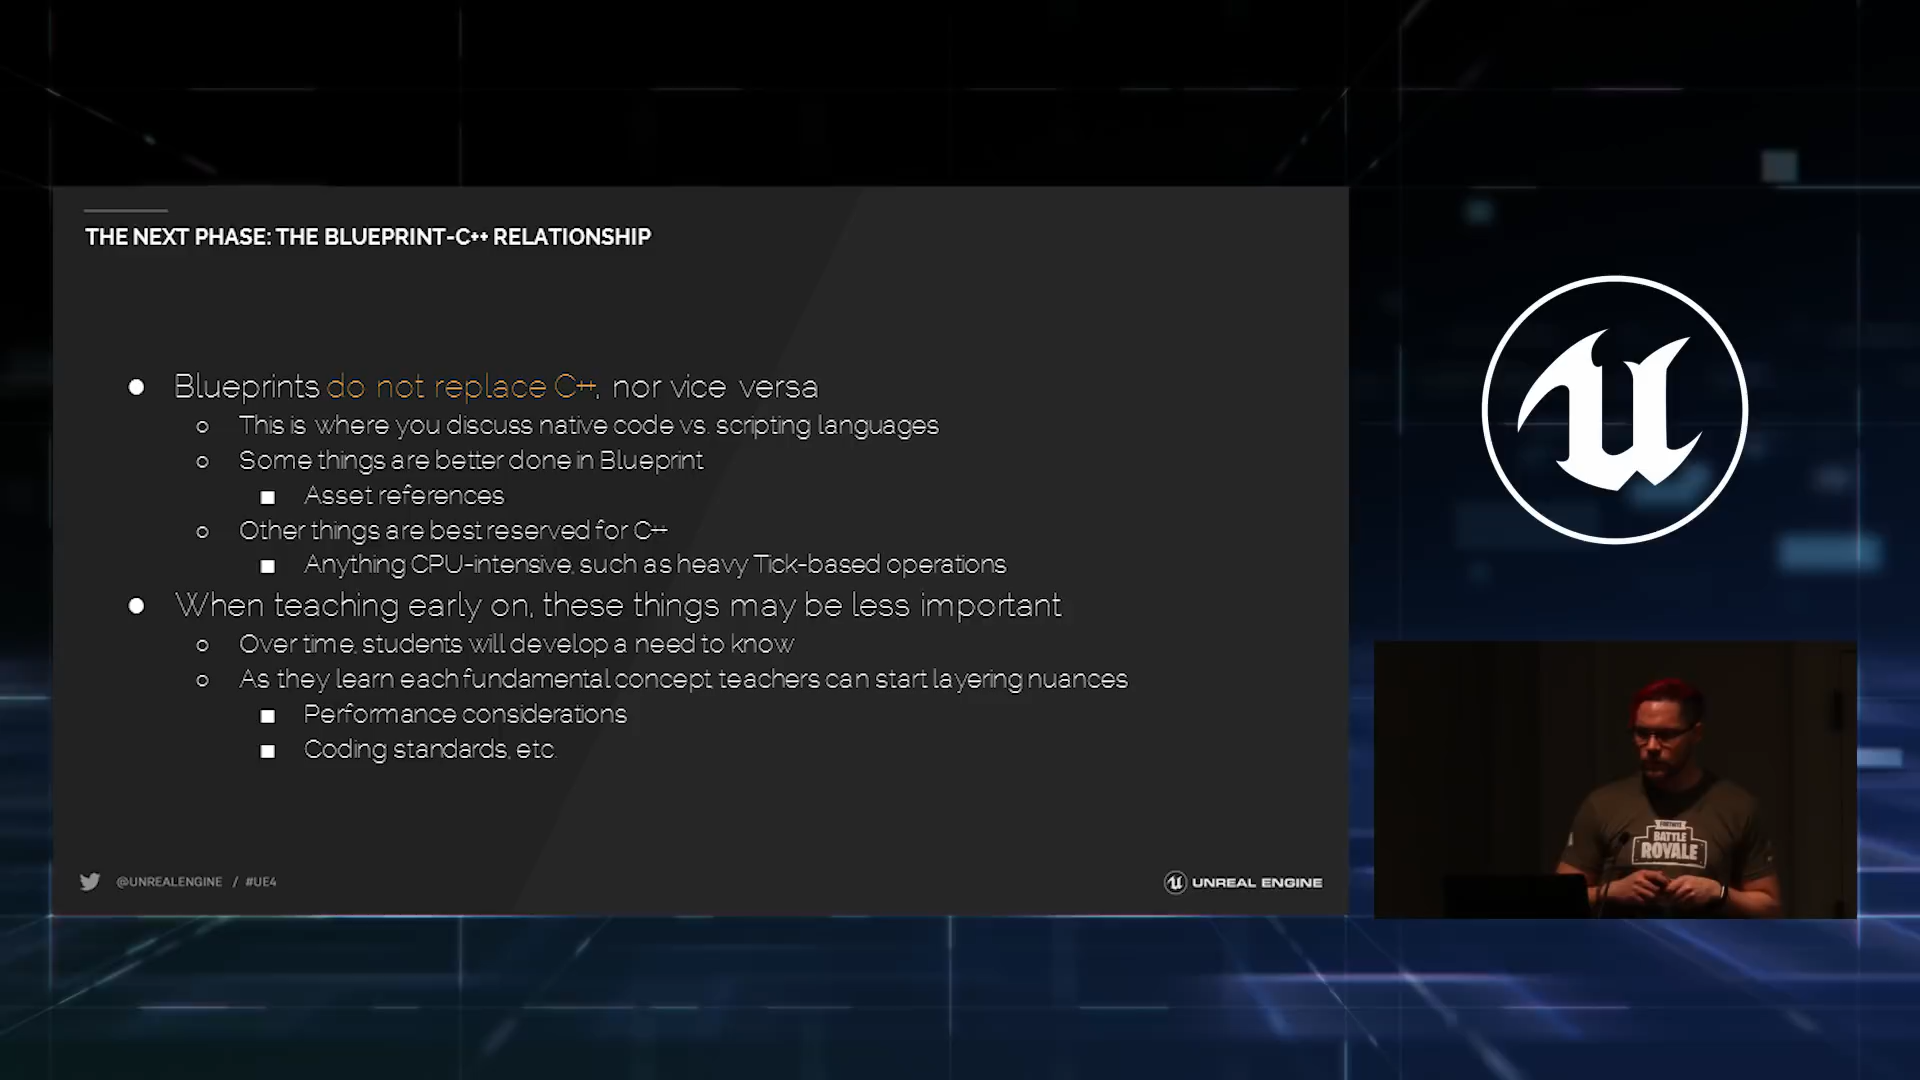 THE NEXT PHASE: THE BLUEPRINT-C++ RELATIONSHIP
Blueprints do not replace C++, nor vice versa
This is where you discuss native code vs. scripting languages
Some things are better done in Blueprint
Asset references
Other things are best reserved for C++
Anything CPU-intensive, such as heavy Tick-based operations
When teaching early on, these things may be less important
Over time, students will develop a need to know
As they learn each fundamental concept, teachers can start layering nuances
Performance considerations
Coding standards, etc.
@UNREALENGINE / #UE4
UNREAL ENGINE
FORTNITE
BATTLE
ROYALE